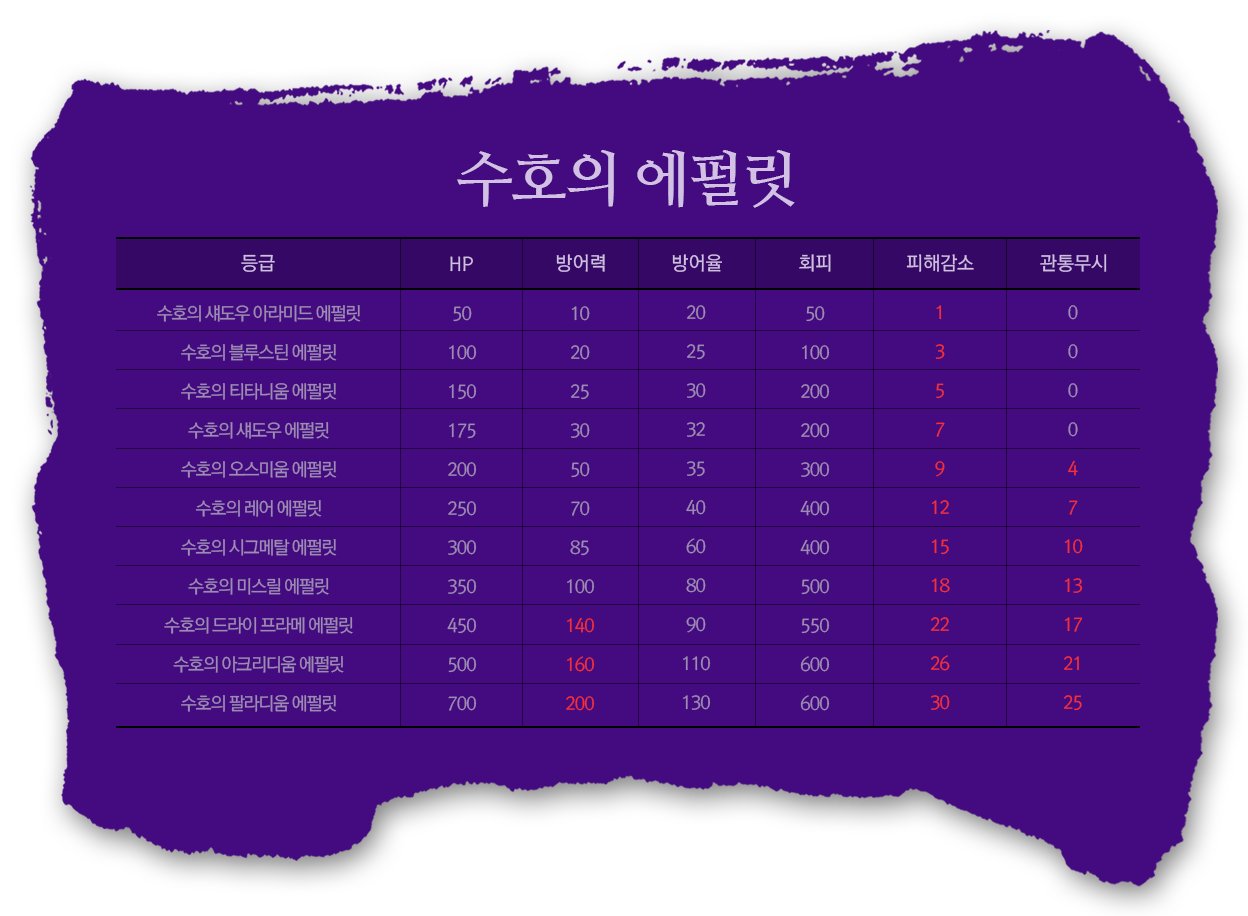 수호의 에펄릿
등급 HP 방어력 방어율 회피 피해감소 관통무시
수호의 섀도우 아라미드 에펄릿 50 10 20 50 1 0
수호의 블루스틴 에펄릿 100 20 25 100 3 0
수호의 티타니움 에펄릿 150 25 30 200 5 0
수호의 섀도우 에펄릿 175 30 32 200 7 0
수호의 오스미움 에펄릿 200 50 35 300 9 4
수호의 레어 에펄릿 250 70 40 400 12 7
수호의 시그메탈 에펄릿 300 85 60 400 15 10
수호의 미스릴 에펄릿 350 100 80 500 18 13
수호의 드라이 프라메 에펄릿 450 140 90 550 22 17
수호의 아크리디움 에펄릿 500 160 110 600 26 21
수호의 팔라디움 에펄릿 700 200 130 600 30 25